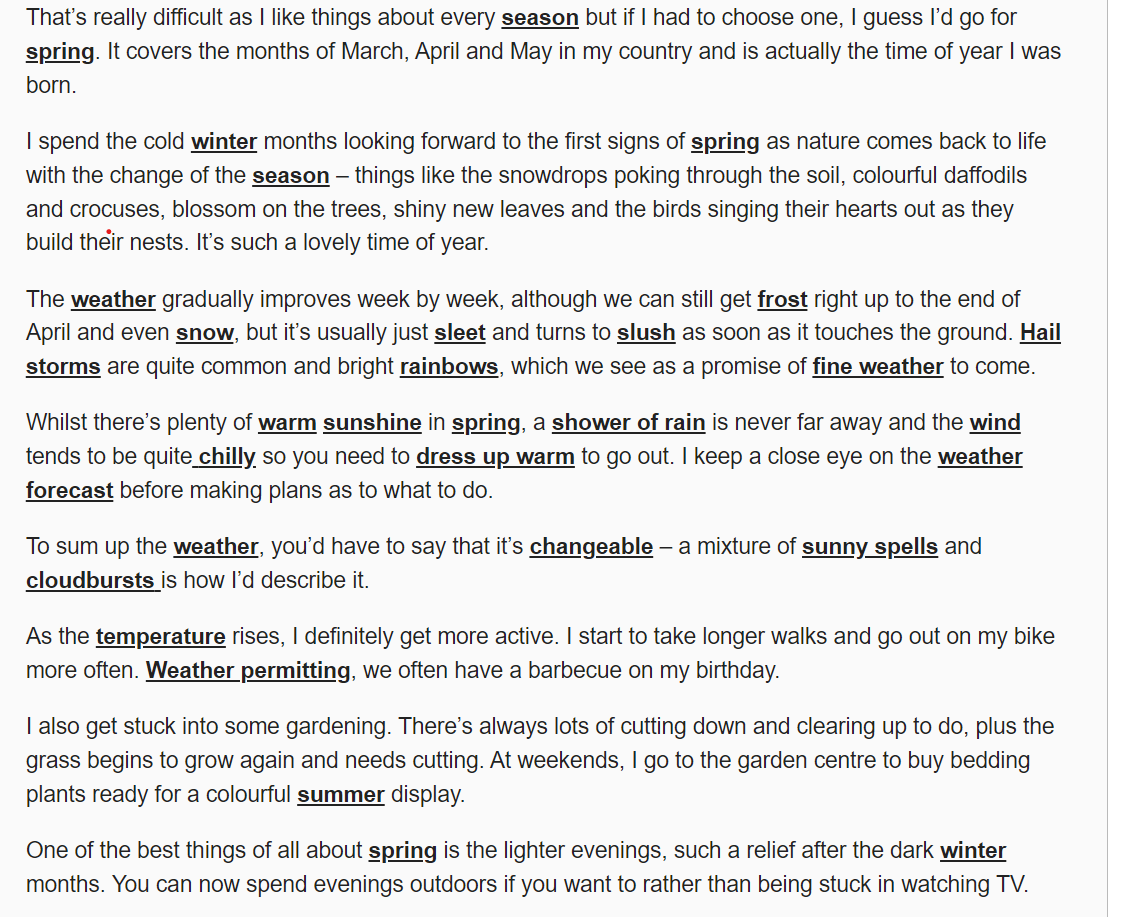 That’s really difficult as I like things about every season but if I had to choose one, I guess I’d go for
spring. It covers the months of March, April and May in my country and is actually the time of year I was
born.
I spend the cold winter months looking forward to the first signs of spring as nature comes back to life
with the change of the season – things like the snowdrops poking through the soil, colourful daffodils
and crocuses, blossom on the trees, shiny new leaves and the birds singing their hearts out as they
build their nests. It’s such a lovely time of year.
The weather gradually improves week by week, although we can still get frost right up to the end of
April and even snow, but it’s usually just sleet and turns to slush as soon as it touches the ground. Hail
storms are quite common and bright rainbows, which we see as a promise of fine weather to come.
Whilst there’s plenty of warm sunshine in spring, a shower of rain is never far away and the wind
tends to be quite chilly so you need to dress up warm to go out. I keep a close eye on the weather
forecast before making plans as to what to do.
To sum up the weather, you’d have to say that it’s changeable – a mixture of sunny spells and
cloudbursts is how I’d describe it.
As the temperature rises, I definitely get more active. I start to take longer walks and go out on my bike
more often. Weather permitting, we often have a barbecue on my birthday.
I also get stuck into some gardening. There’s always lots of cutting down and clearing up to do, plus the
grass begins to grow again and needs cutting. At weekends, I go to the garden centre to buy bedding
plants ready for a colourful summer display.
One of the best things of all about spring is the lighter evenings, such a relief after the dark winter
months. You can now spend evenings outdoors if you want to rather than being stuck in watching TV.